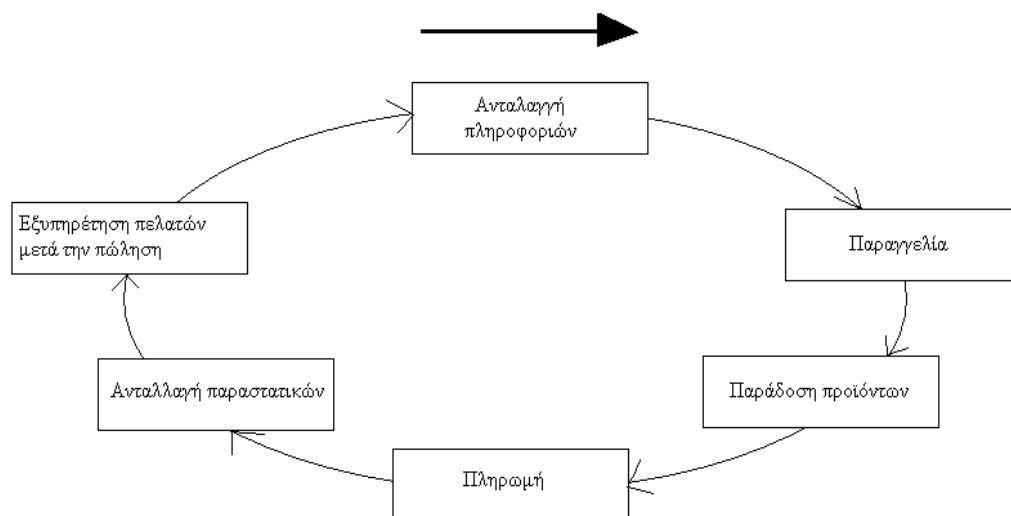 Ανταλαγγή
πληροφοριών
Εξυπηρέτηση πελατών
μετά την πώληση
Παραγγελία
Ανταλλαγή παραστατικών
Παράδοση προϊόντων
Πληρωμή